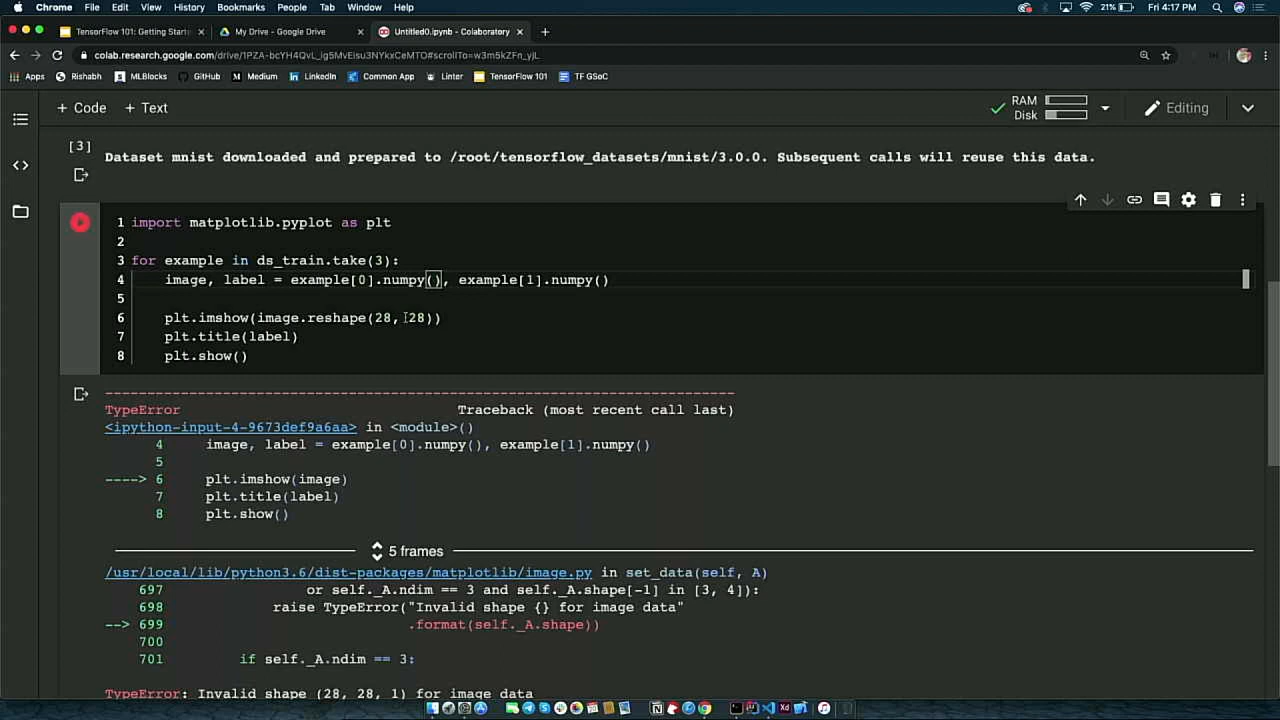 Chrome File Edit View History Bookmarks People Tab Window Help 21% Fri 4:17 PM
TensorFlow 101: Getting Starte × My Drive - Google Drive × Untitled0.ipynb - Colaboratory × +
Apps Rishabh MLBlocks GitHub Medium LinkedIn Common App Linter TensorFlow 101 TF GSoC
+ Code + Text RAM Disk Editing
[3]
Dataset mnist downloaded and prepared to /root/tensorflow_datasets/mnist/3.0.0. Subsequent calls will reuse this data.
1 import matplotlib.pyplot as plt
2
3 for example in ds_train.take(3):
4 image, label = example[0].numpy(), example[1].numpy()
5
6 plt.imshow(image.reshape(28, 28))
7 plt.title(label)
8 plt.show()
---------------------------------------------------------------------------
TypeError Traceback (most recent call last)
<ipython-input-4-9673def9a6aa> in <module>()
4 image, label = example[0].numpy(), example[1].numpy()
5
----> 6 plt.imshow(image)
7 plt.title(label)
8 plt.show()
5 frames
/usr/local/lib/python3.6/dist-packages/matplotlib/image.py in set_data(self, A)
697 or self._A.ndim == 3 and self._A.shape[-1] in [3, 4]):
698 raise TypeError("Invalid shape {} for image data"
--> 699 .format(self._A.shape))
700
701 if self._A.ndim == 3:
TypeError: Invalid shape (28, 28, 1) for image data